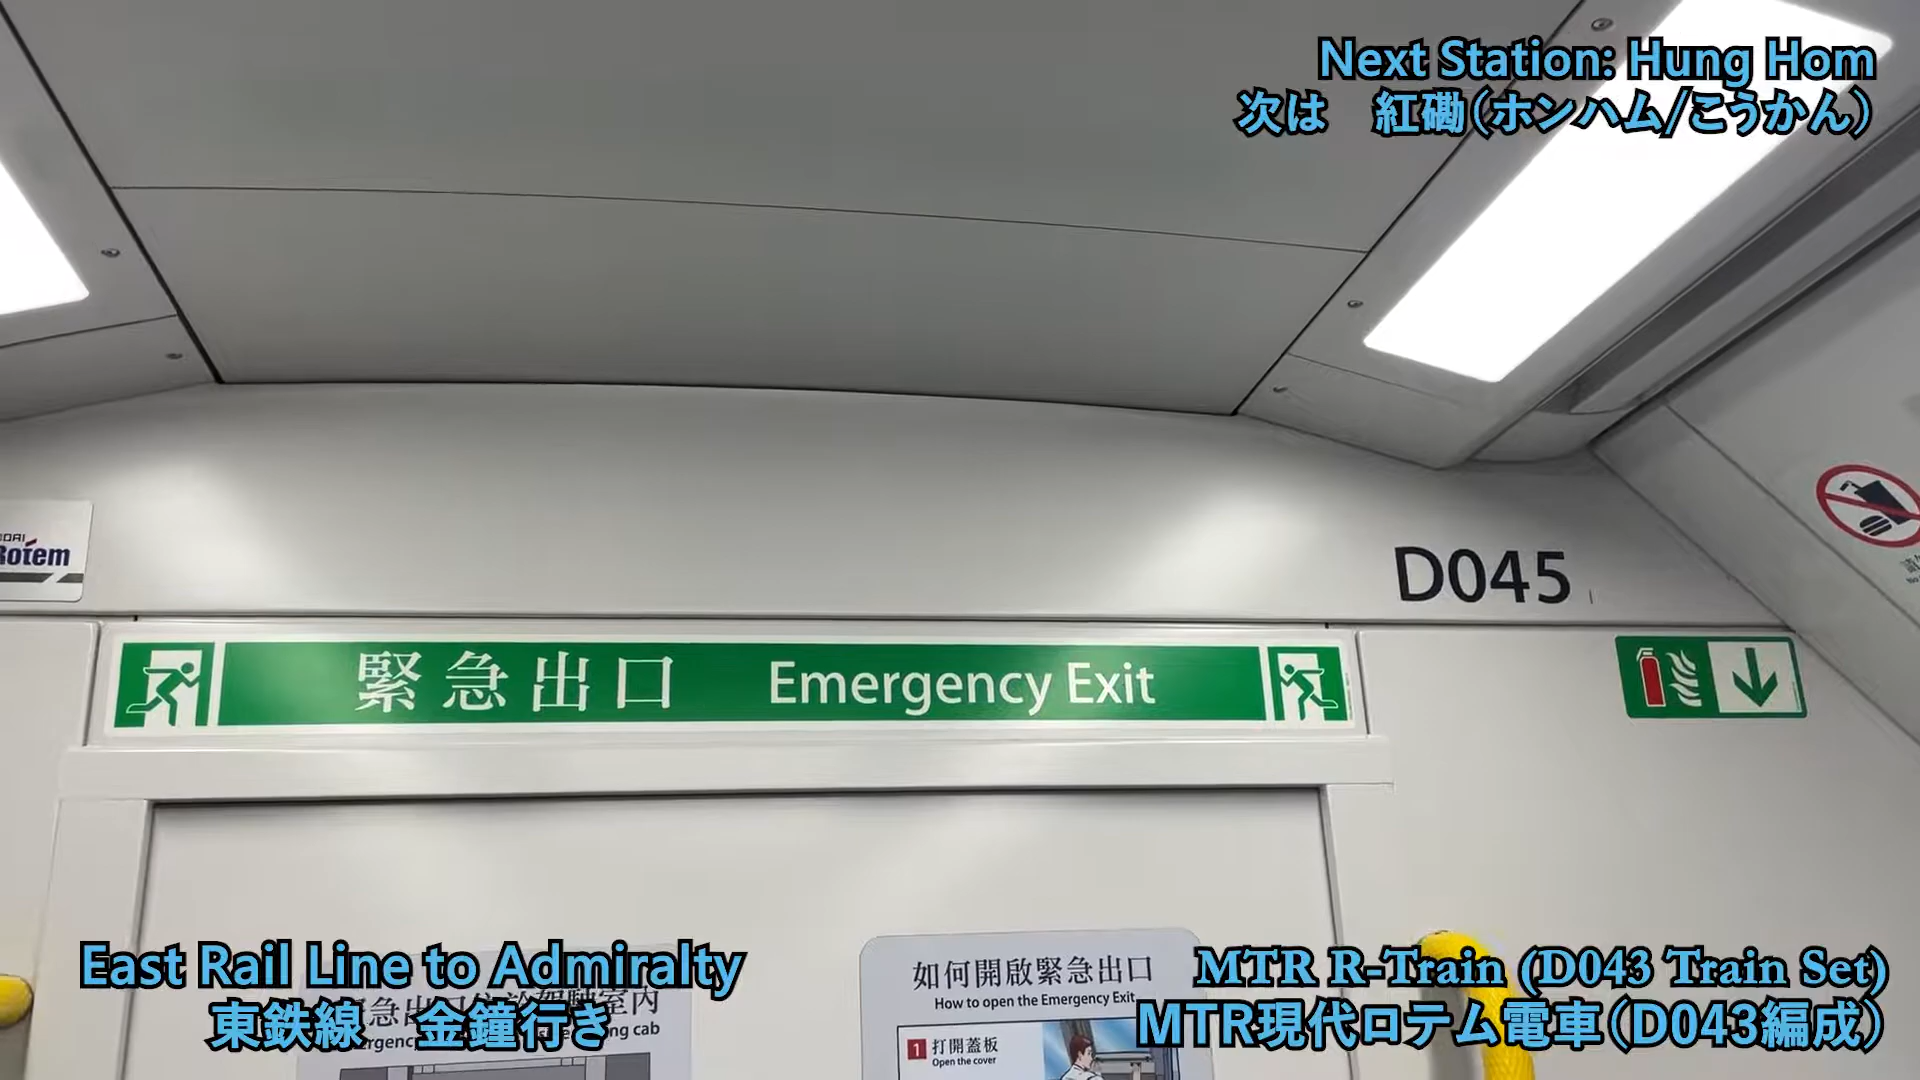 Next Station: Hung Hom
次は　紅磡（ホンハム/こうかん）
Rotem
D045
緊急出口 Emergency Exit
East Rail Line to Admiralty
東鉄線　金鐘行き
MTR R-Train (D043 Train Set)
MTR現代ロテム電車（D043編成）
如何開啟緊急出口
How to open the Emergency Exit
1 打開蓋板
Open the cover